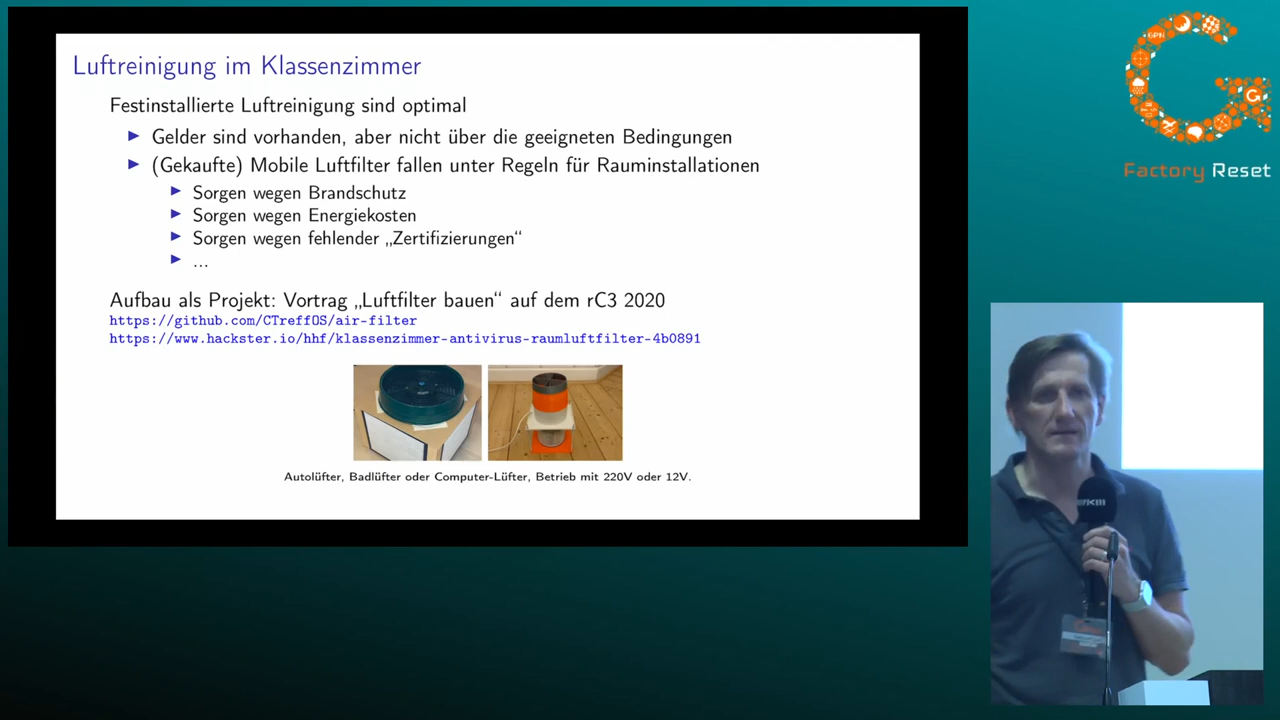 Luftreinigung im Klassenzimmer
Festinstallierte Luftreinigung sind optimal
Gelder sind vorhanden, aber nicht über die geeigneten Bedingungen
(Gekaufte) Mobile Luftfilter fallen unter Regeln für Rauminstallationen
Sorgen wegen Brandschutz
Sorgen wegen Energiekosten
Sorgen wegen fehlender „Zertifizierungen“
...
Aufbau als Projekt: Vortrag „Luftfilter bauen“ auf dem rC3 2020
https://github.com/CTreffOS/air-filter
https://www.hackster.io/hhf/klassenzimmer-antivirus-raumluftfilter-4b0891
Autolüfter, Badlüfter oder Computer-Lüfter, Betrieb mit 220V oder 12V.
GPN
Factory Reset